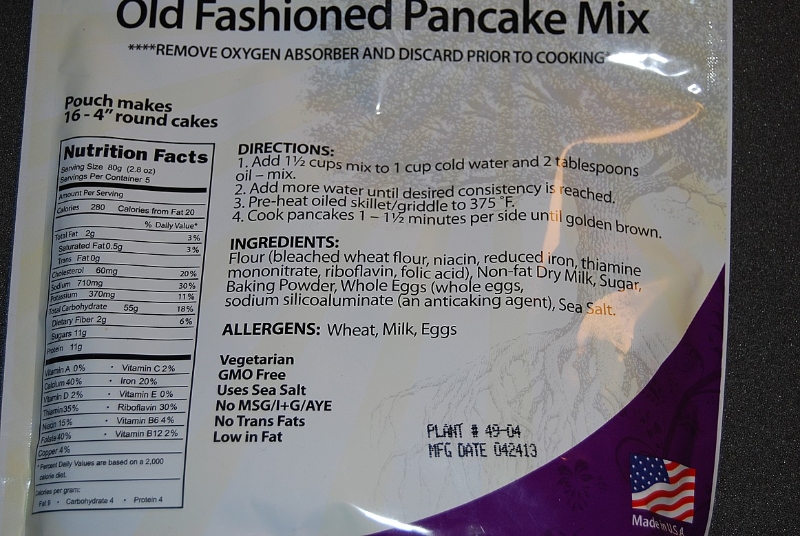 Old Fashioned Pancake Mix
****REMOVE OXYGEN ABSORBER AND DISCARD PRIOR TO COOKING*
Pouch makes
16 - 4" round cakes
Nutrition Facts
Serving Size 80g (2.8 oz)
Servings Per Container 5
Amount Per Serving
Calories 280 Calories from Fat 20
% Daily Value*
Total Fat 2g 3%
Saturated Fat 0.5g 3%
Trans Fat 0g
Cholesterol 60mg 20%
Sodium 710mg 30%
Potassium 370mg 11%
Total Carbohydrate 55g 18%
Dietary Fiber 2g 6%
Sugars 11g
Protein 11g
Vitamin A 0% • Vitamin C 2%
Calcium 40% • Iron 20%
Vitamin D 2% • Vitamin E 0%
Thiamin 35% • Riboflavin 30%
Niacin 15% • Vitamin B6 4%
Folate 40% • Vitamin B12 2%
Copper 4%
* Percent Daily Values are based on a 2,000
calorie diet.
Calories per gram:
Fat 9 • Carbohydrate 4 • Protein 4
DIRECTIONS:
1. Add 1½ cups mix to 1 cup cold water and 2 tablespoons
oil – mix.
2. Add more water until desired consistency is reached.
3. Pre-heat oiled skillet/griddle to 375 ˚F.
4. Cook pancakes 1 – 1½ minutes per side until golden brown.
INGREDIENTS:
Flour (bleached wheat flour, niacin, reduced iron, thiamine
mononitrate, riboflavin, folic acid), Non-fat Dry Milk, Sugar,
Baking Powder, Whole Eggs (whole eggs,
sodium silicoaluminate (an anticaking agent), Sea Salt.
ALLERGENS: Wheat, Milk, Eggs
Vegetarian
GMO Free
Uses Sea Salt
No MSG/I+G/AYE
No Trans Fats
Low in Fat
PLANT # 49-04
MFG DATE 042413
Made in U.S.A.